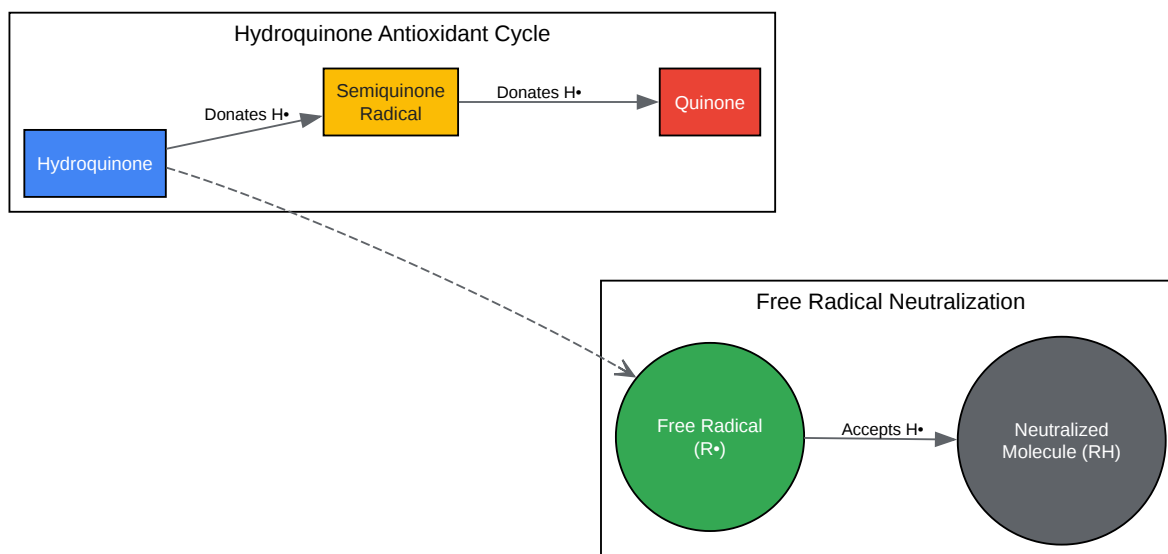 Hydroquinone Antioxidant Cycle
Semiquinone
Radical
Donates H•
Quinone
Donates H•
Hydroquinone
Free Radical Neutralization
Free Radical
(R•)
Accepts H•
Neutralized
Molecule (RH)